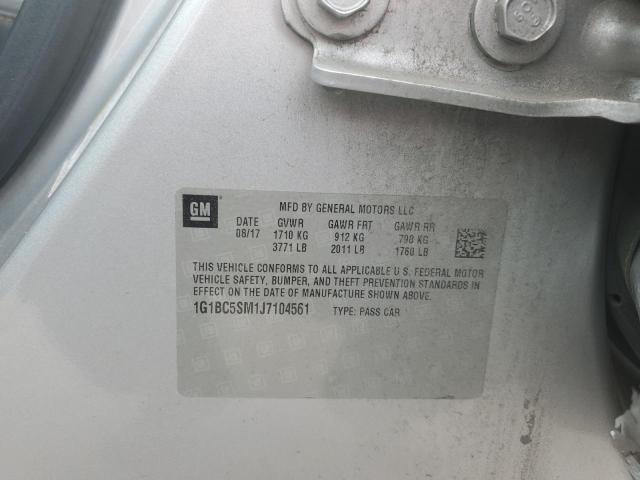 GM
MFD BY GENERAL MOTORS LLC
DATE GVWR GAWR FRT GAWR RR
08/17 1710 KG 912 KG 798 KG
3771 LB 2011 LB 1760 LB
THIS VEHICLE CONFORMS TO ALL APPLICABLE U.S. FEDERAL MOTOR
VEHICLE SAFETY, BUMPER, AND THEFT PREVENTION STANDARDS IN
EFFECT ON THE DATE OF MANUFACTURE SHOWN ABOVE.
1G1BC5SM1J7104561 TYPE: PASS CAR